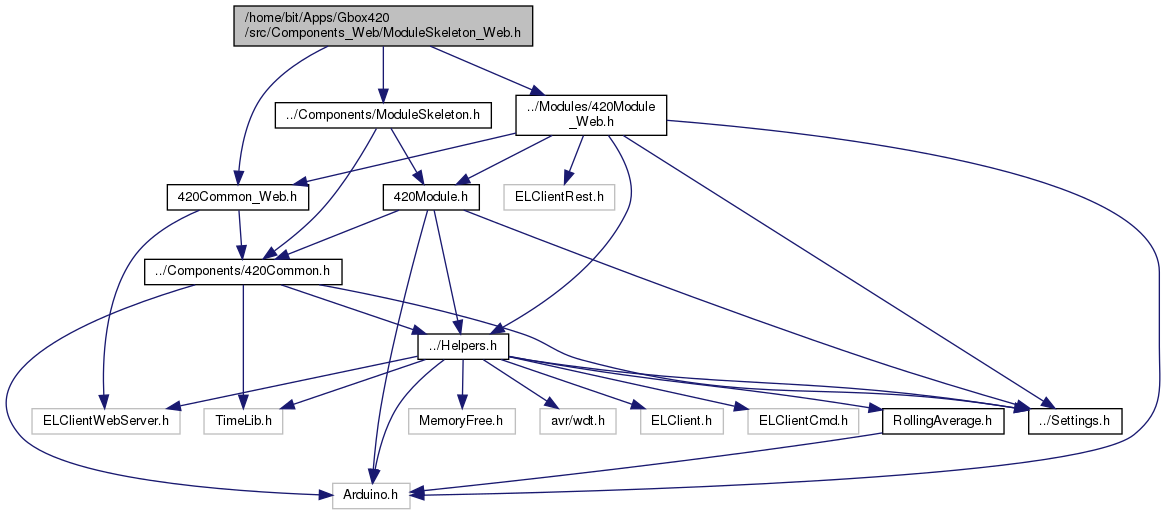 /home/bit/Apps/Gbox420
/src/Components_Web/ModuleSkeleton_Web.h
../Components/ModuleSkeleton.h
../Modules/420Module
_Web.h
420Common_Web.h
420Module.h
ELClientRest.h
../Components/420Common.h
../Helpers.h
ELClientWebServer.h
TimeLib.h
MemoryFree.h
avr/wdt.h
ELClient.h
ELClientCmd.h
RollingAverage.h
../Settings.h
Arduino.h